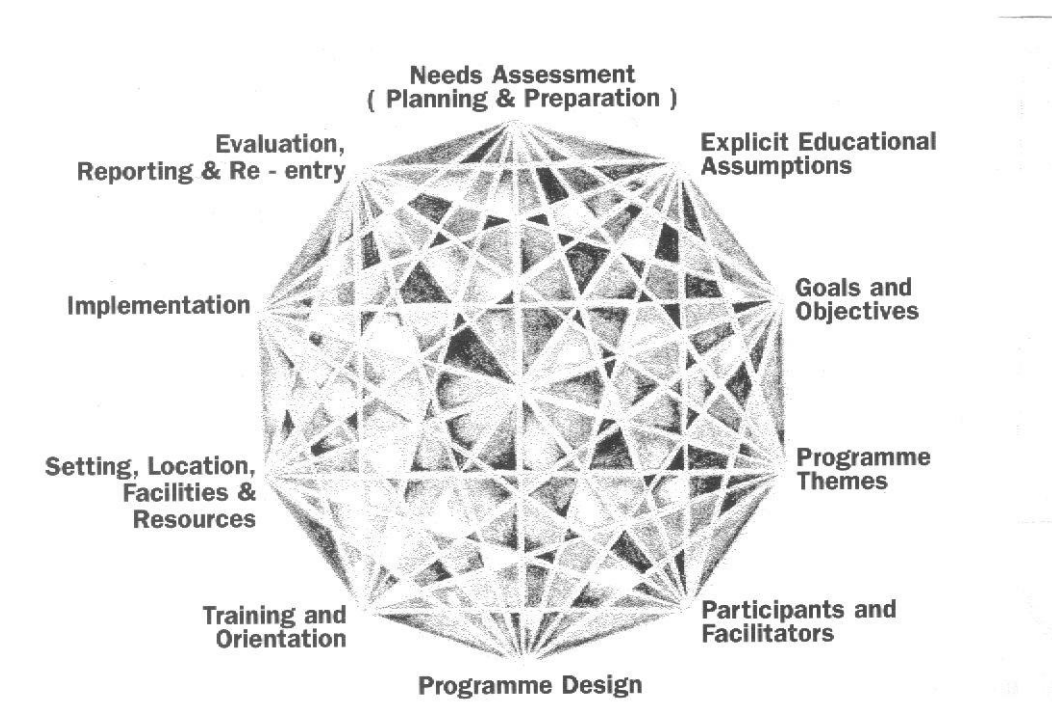 Needs Assessment
( Planning & Preparation )
Explicit Educational
Assumptions
Goals and
Objectives
Programme
Themes
Participants and
Facilitators
Programme Design
Training and
Orientation
Setting, Location,
Facilities &
Resources
Implementation
Evaluation,
Reporting & Re - entry